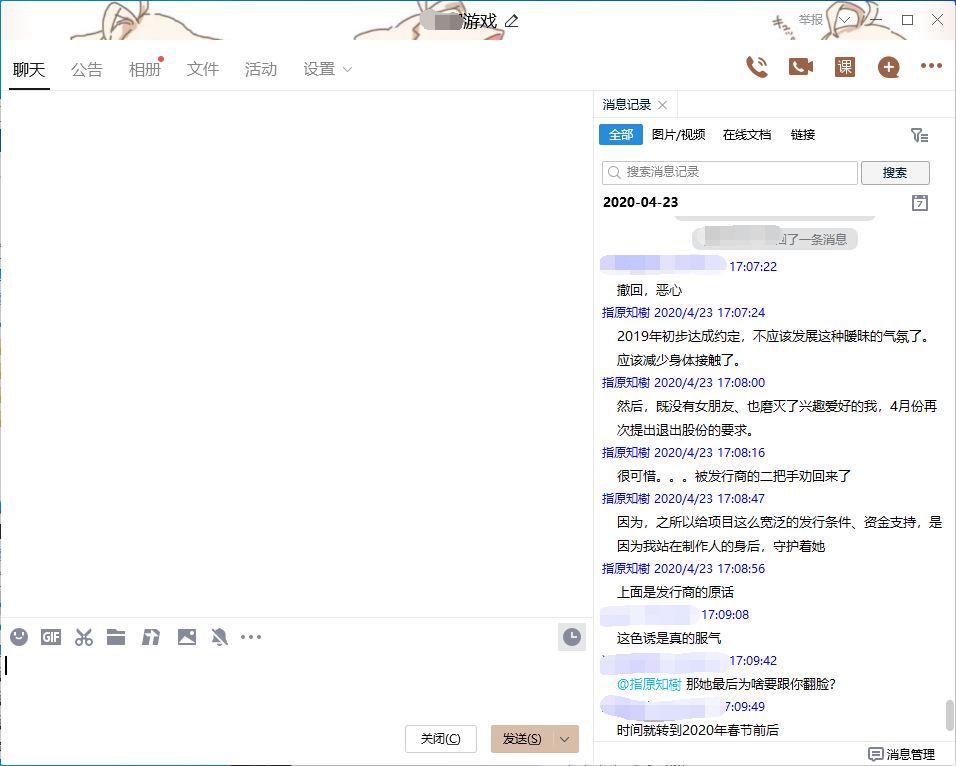 游戏
举报
聊天 公告 相册 文件 活动 设置
课
消息记录
全部 图片/视频 在线文档 链接
搜索消息记录 搜索
2020-04-23
7
回了一条消息
17:07:22
撤回，恶心
指原知樹 2020/4/23 17:07:24
2019年初步达成约定，不应该发展这种暧昧的气氛了。
应该减少身体接触了。
指原知樹 2020/4/23 17:08:00
然后，既没有女朋友、也磨灭了兴趣爱好的我，4月份再
次提出退出股份的要求。
指原知樹 2020/4/23 17:08:16
很可惜。。。被发行商的二把手劝回来了
指原知樹 2020/4/23 17:08:47
因为，之所以给项目这么宽泛的发行条件、资金支持，是
因为我站在制作人的身后，守护着她
指原知樹 2020/4/23 17:08:56
上面是发行商的原话
17:09:08
这色诱是真的服气
17:09:42
@指原知樹 那她最后为啥要跟你翻脸？
7:09:49
时间就转到2020年春节前后
GIF
关闭(C) 发送(S)
消息管理